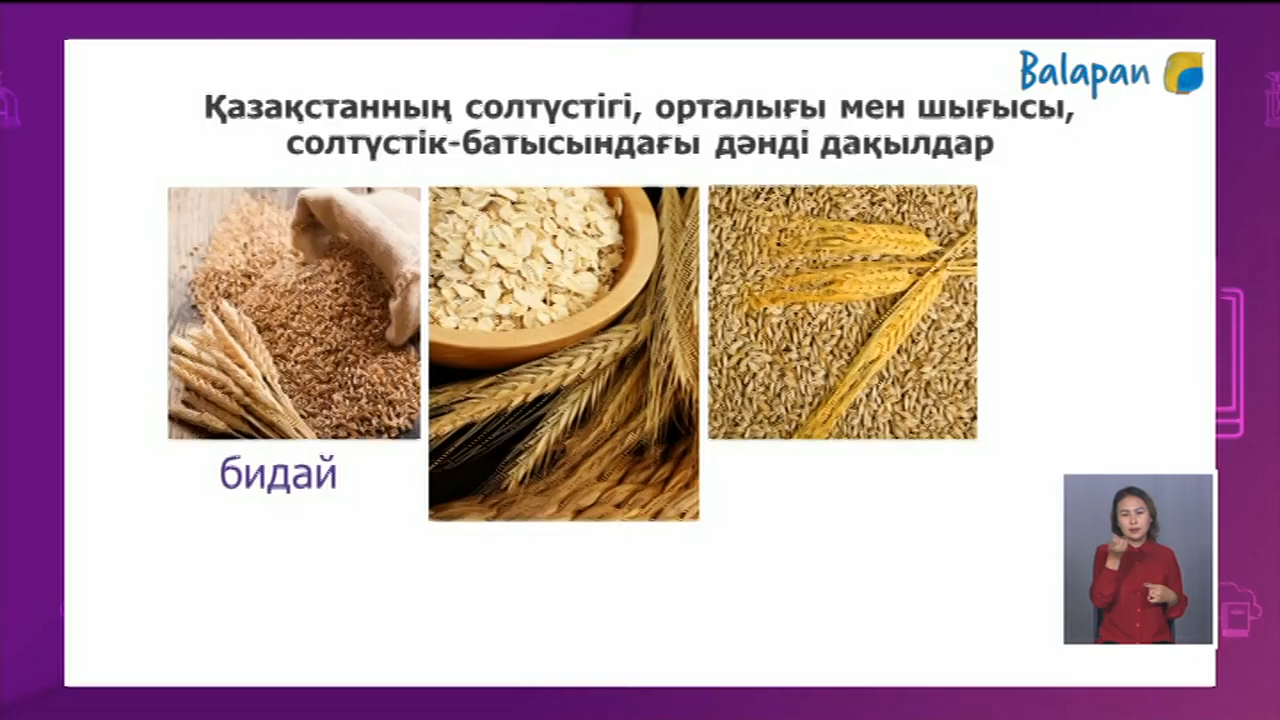 Balapan
Қазақстанның солтүстігі, орталығы мен шығысы,
солтүстік-батысындағы дәнді дақылдар
бидай